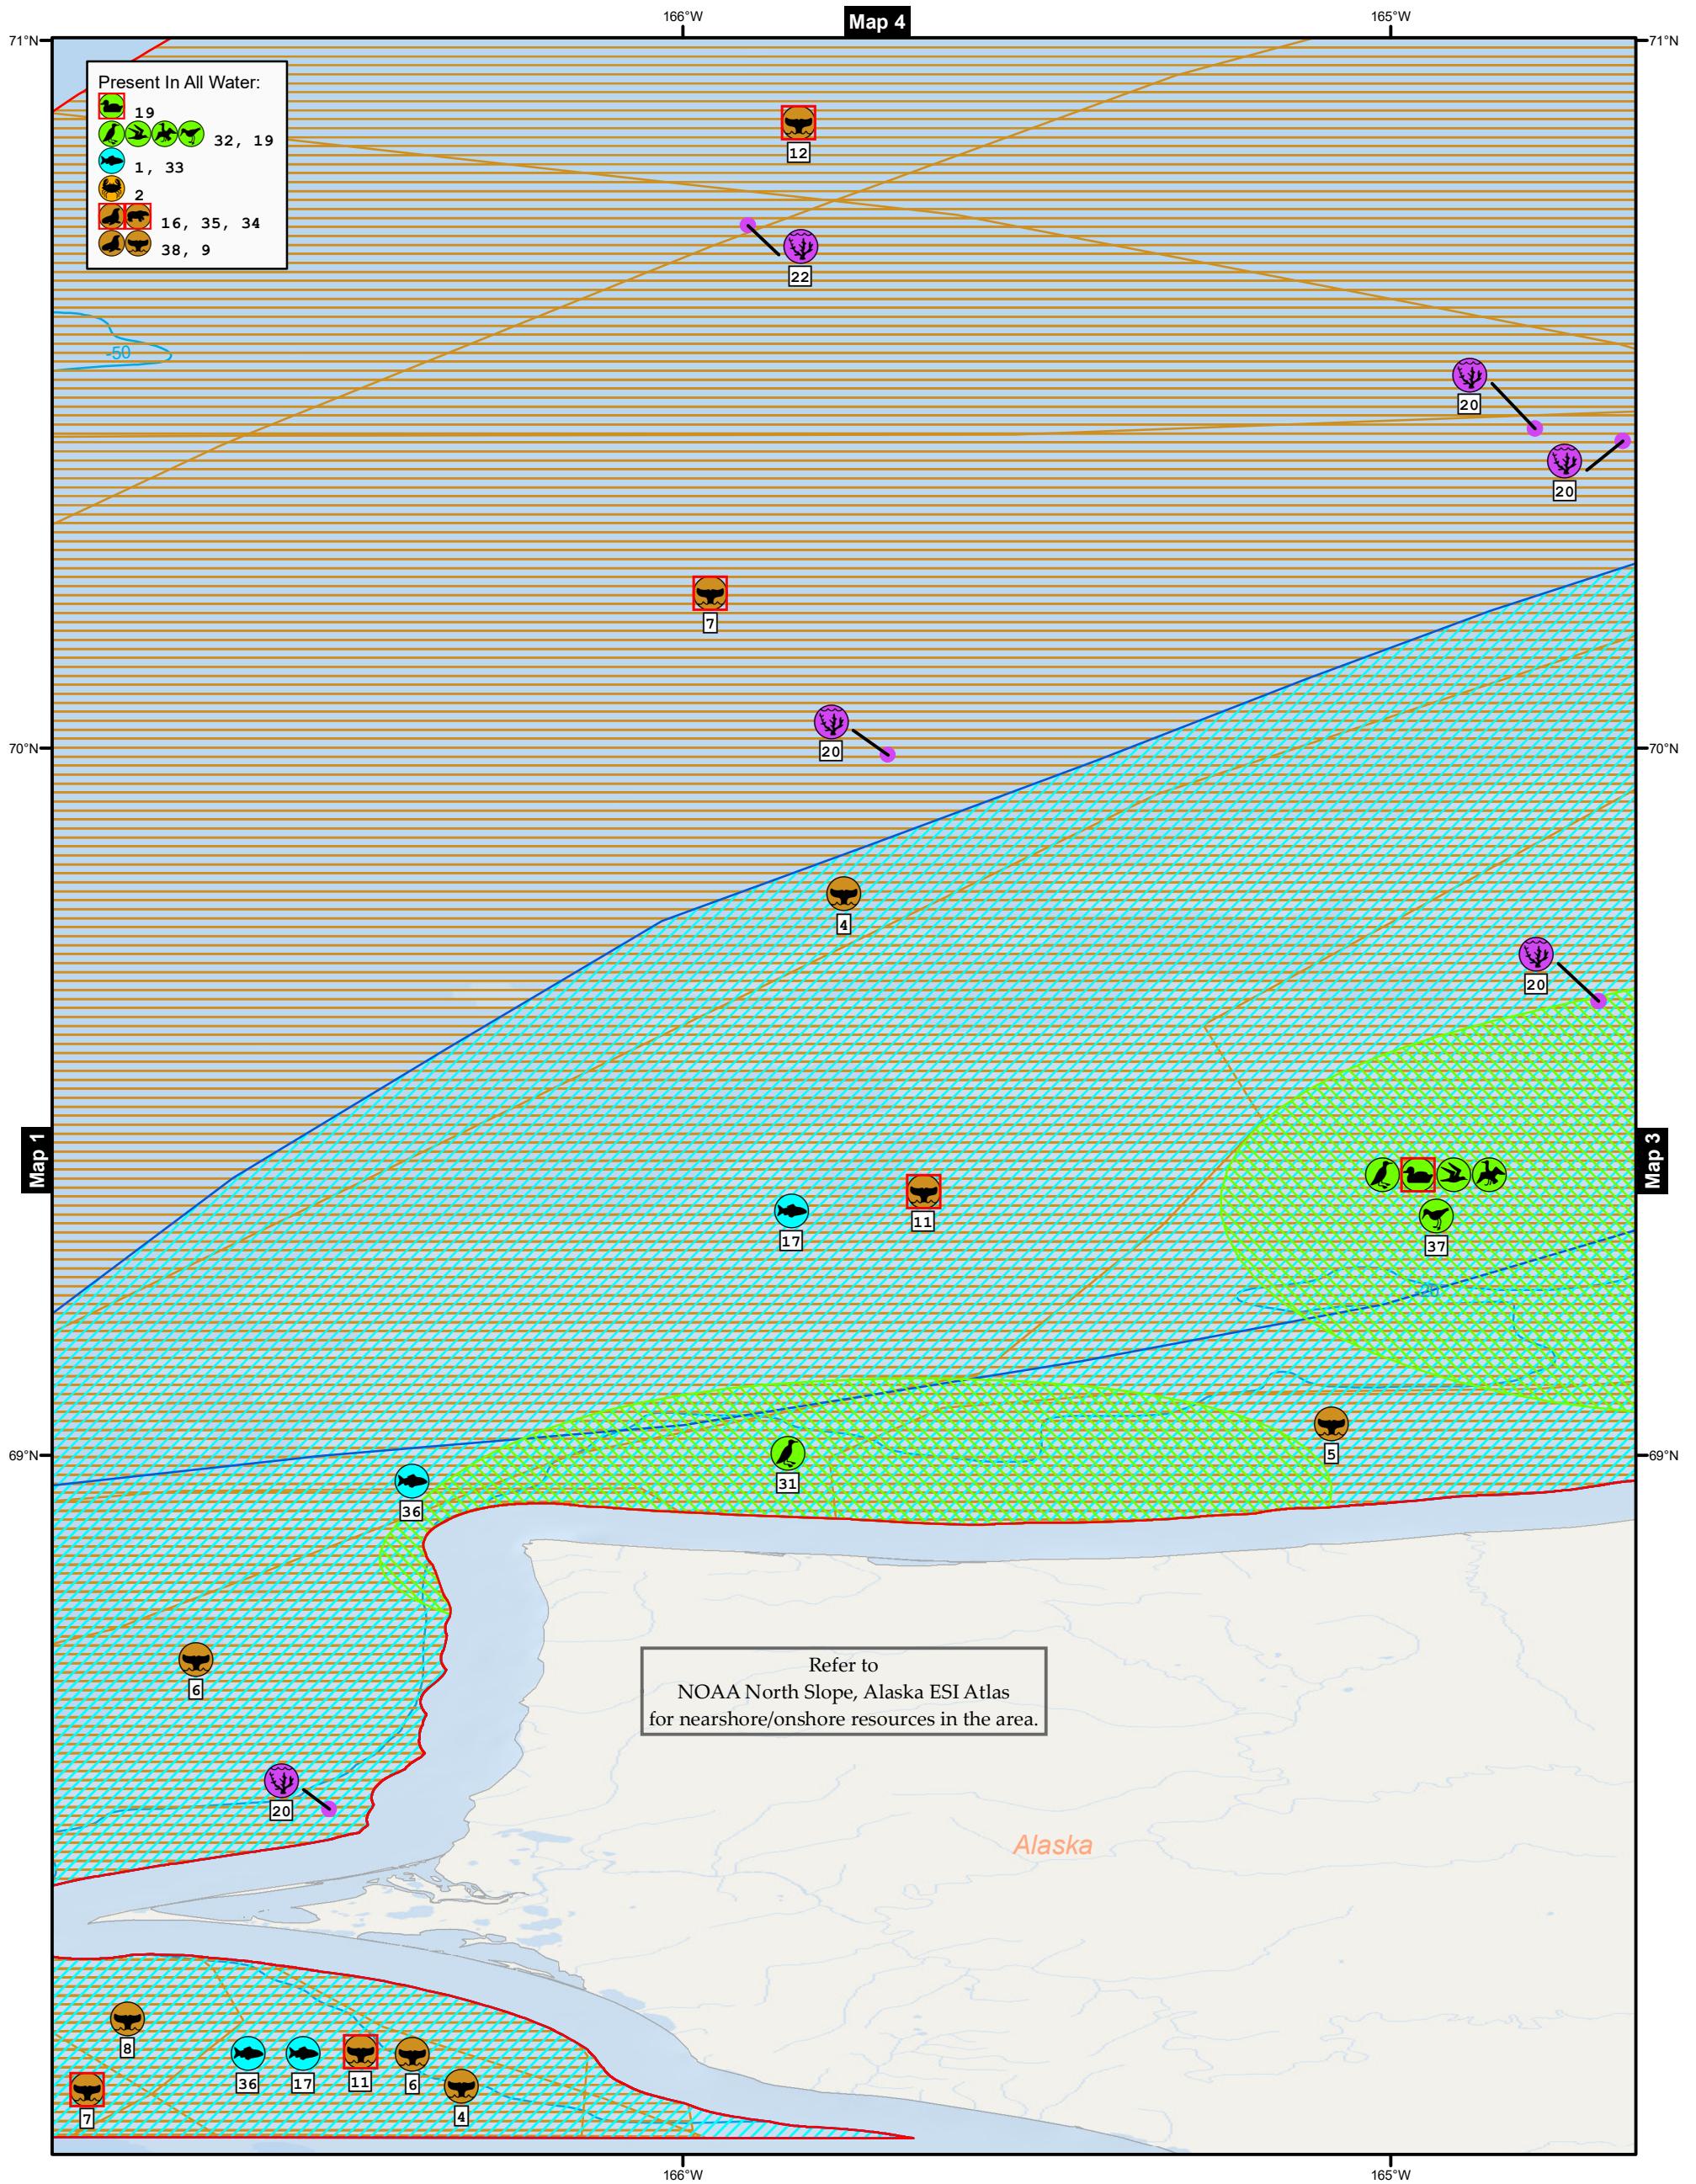 166°W
Map 4
165°W
71°N
71°N
Present In All Water:
19
32, 19
1, 33
2
16, 35, 34
38, 9
12
22
-50
20
20
7
20
70°N
70°N
4
20
Map 1
Map 3
17
11
37
69°N
69°N
5
31
36
6
Refer to
NOAA North Slope, Alaska ESI Atlas
for nearshore/onshore resources in the area.
20
Alaska
8
36
17
11
6
7
4
166°W
165°W